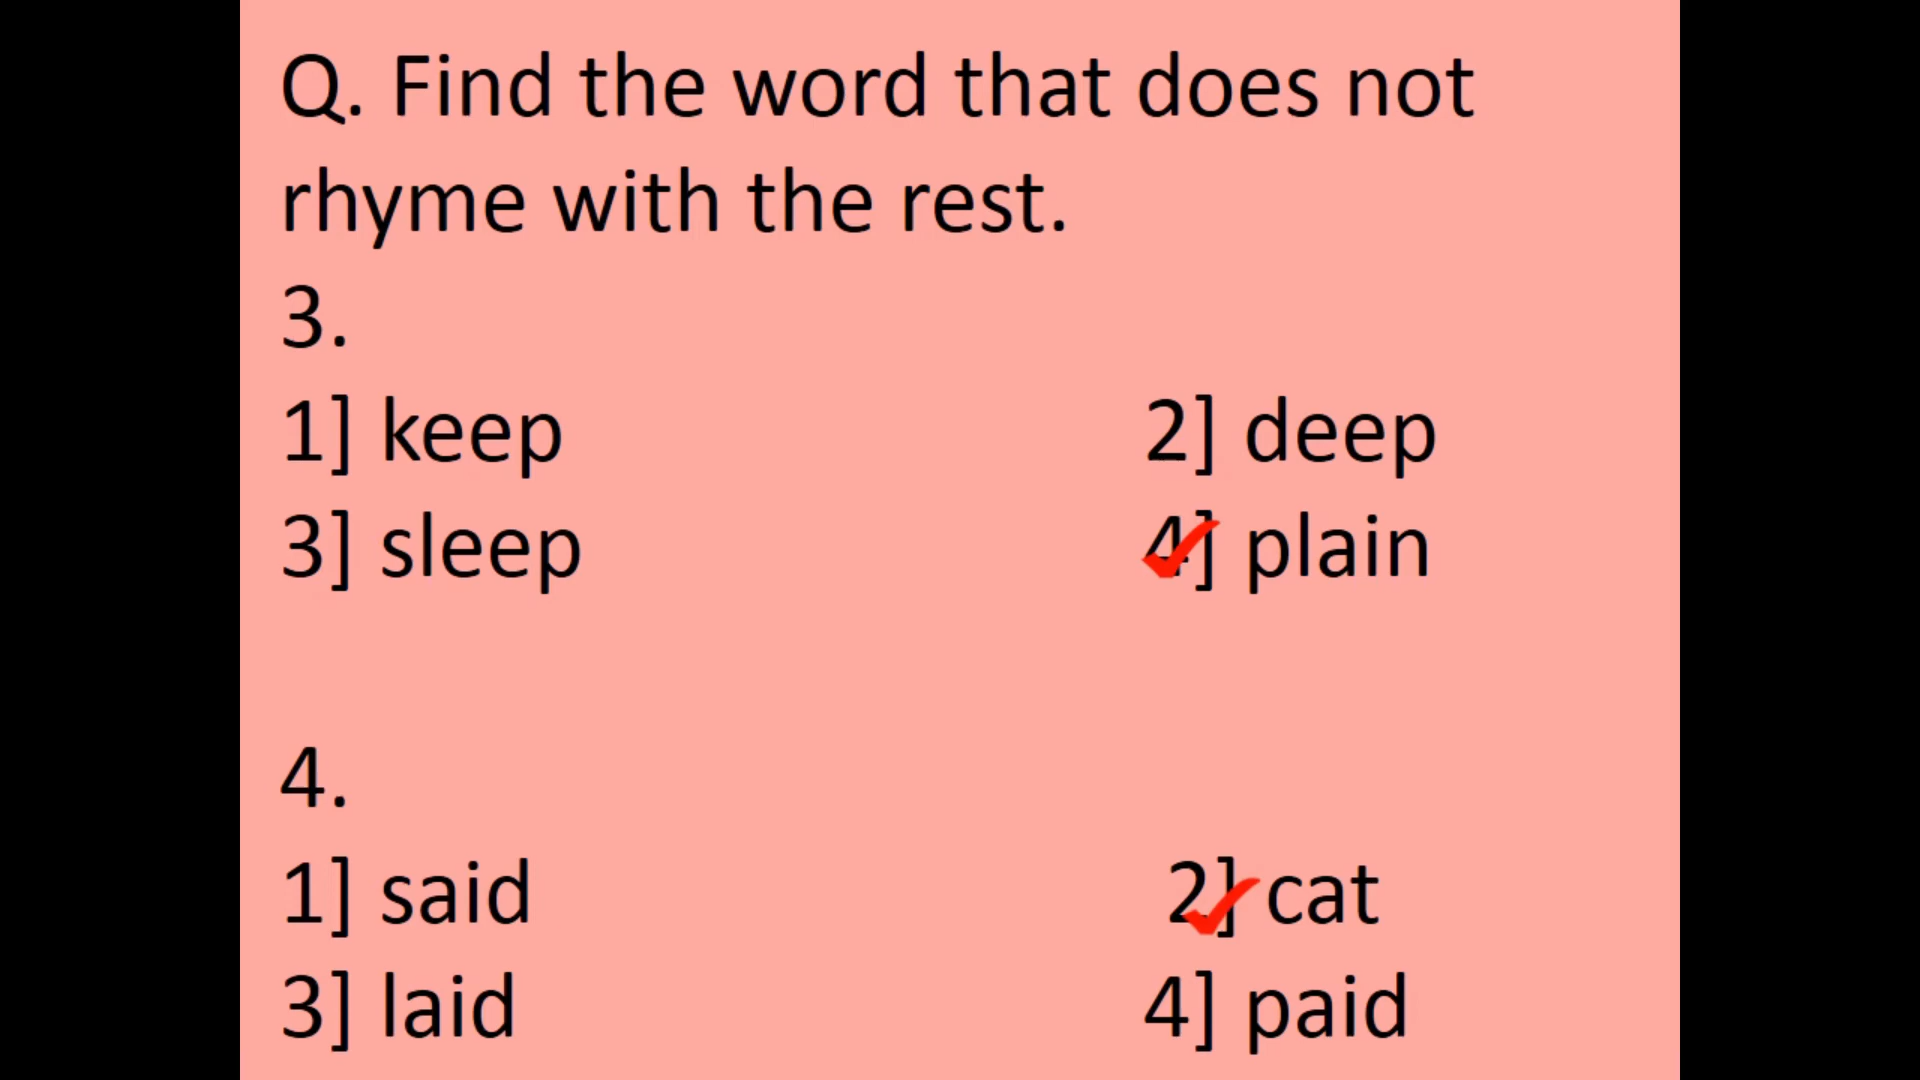 Q. Find the word that does not
rhyme with the rest.
3.
1] keep 2] deep
3] sleep 4] plain
4.
1] said 2] cat
3] laid 4] paid